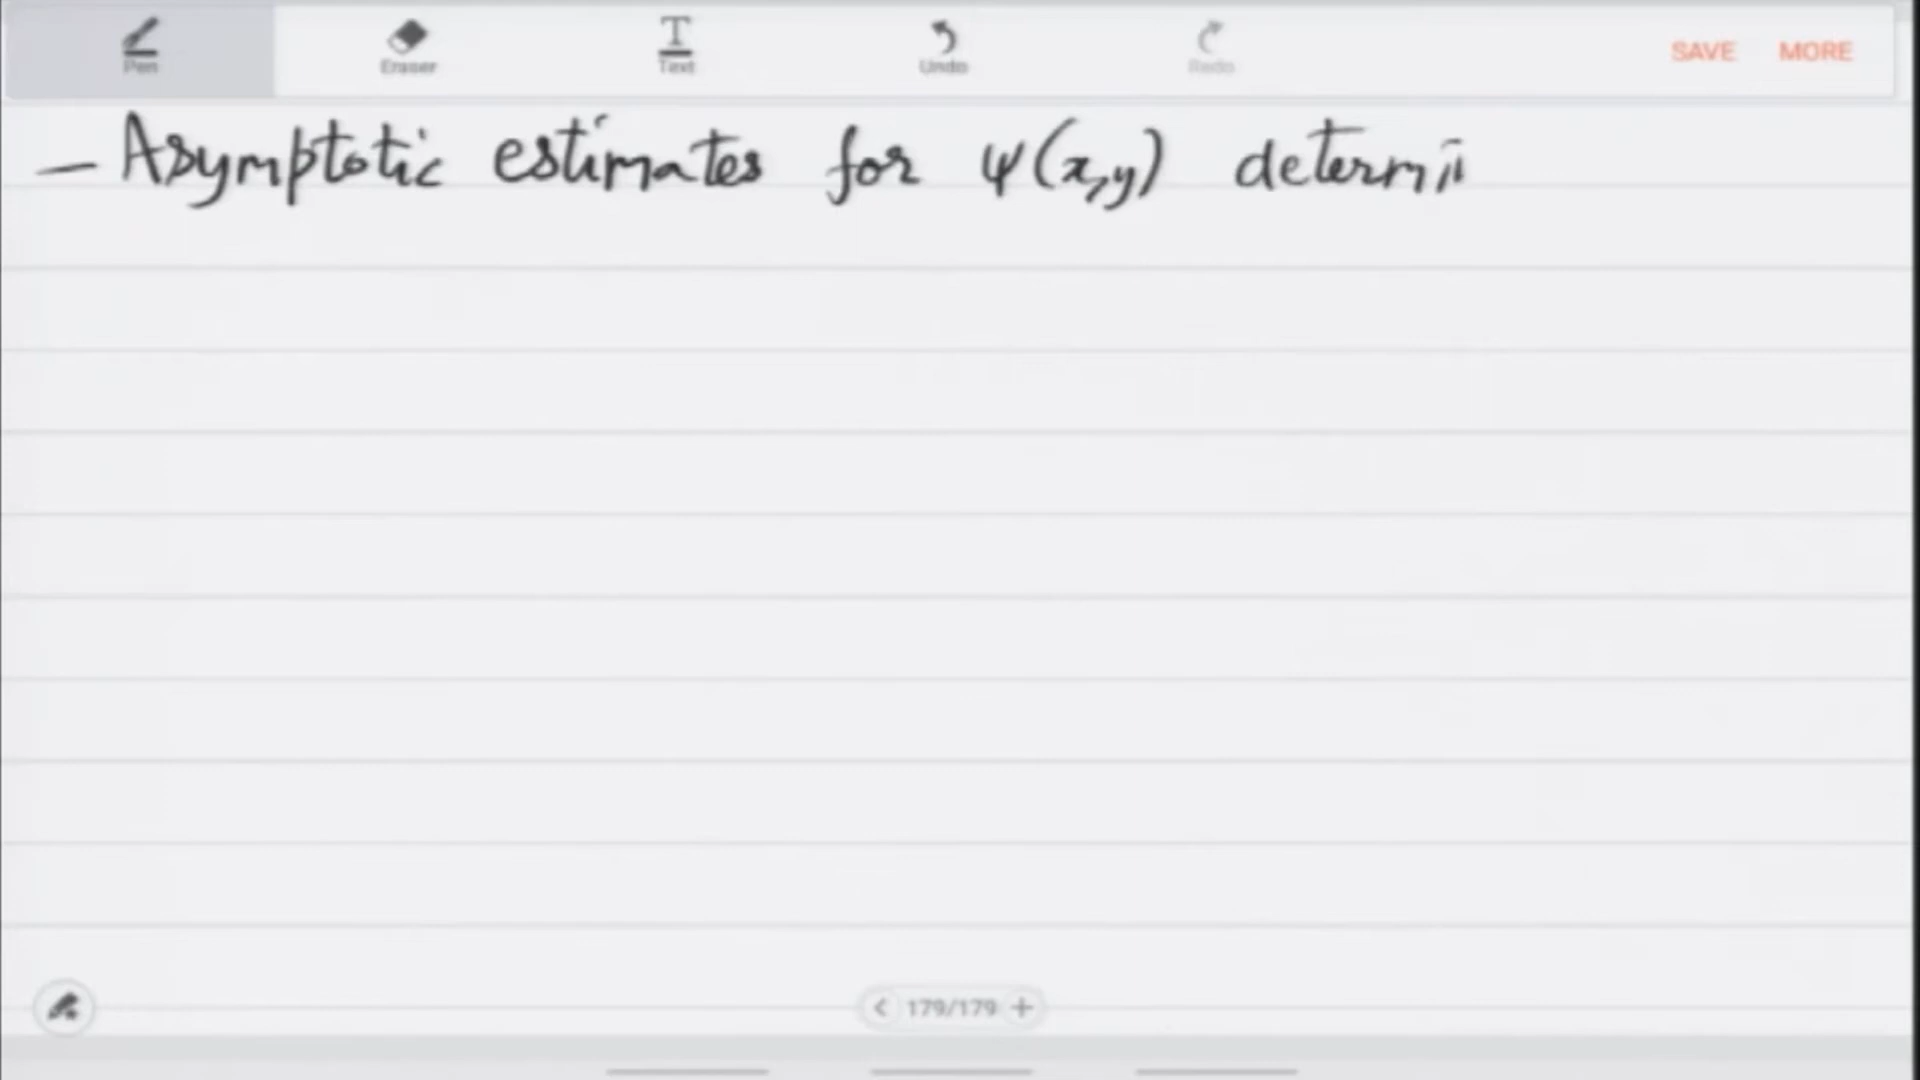 Pen Eraser Text Undo Redo SAVE MORE
— Asymptotic estimates for ψ(x,y) determi
179/179